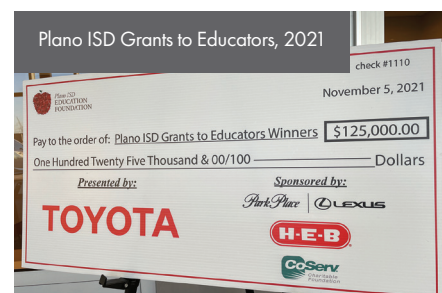 Plano ISD Grants to Educators, 2021
check #1110
Plano ISD
EDUCATION
FOUNDATION
November 5, 2021
Pay to the order of: Plano ISD Grants to Educators Winners $125,000.00
One Hundred Twenty Five Thousand & 00/100 Dollars
Presented by: Sponsored by:
TOYOTA
Park Place LEXUS
H-E-B
CoServ
Charitable
Foundation